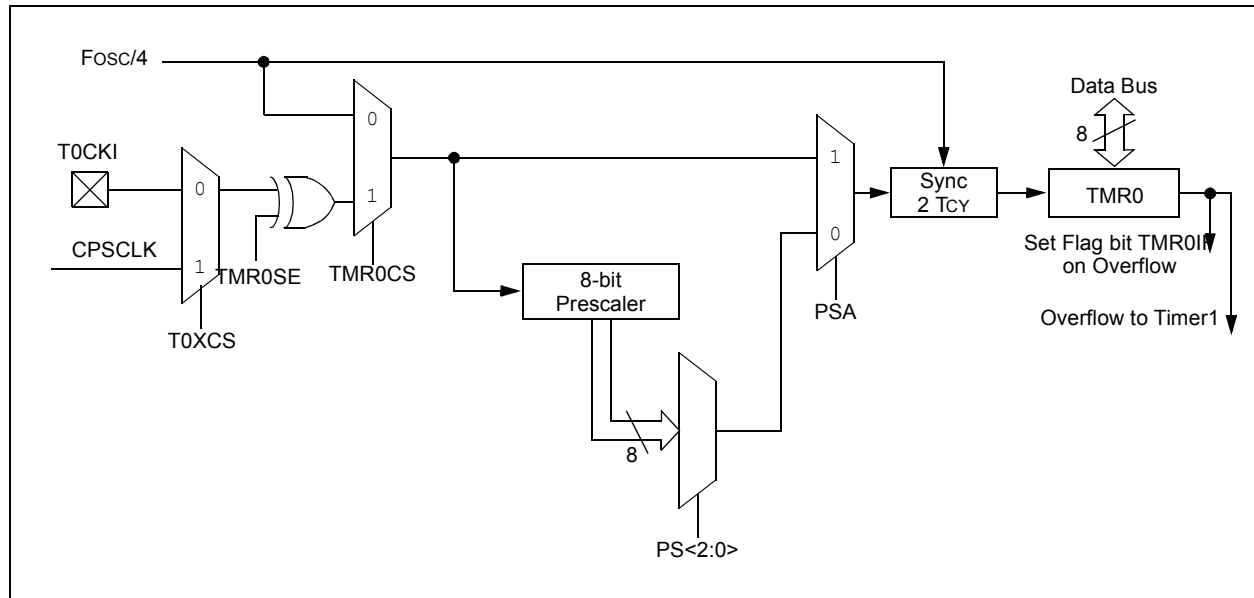 FOSC/4
Data Bus
8
T0CKI
0
1
0
1
1
0
Sync
2 TCY
TMR0
CPSCLK
TMR0SE
TMR0CS
T0XCS
8-bit
Prescaler
PSA
Set Flag bit TMR0IF
on Overflow
Overflow to Timer1
8
PS<2:0>